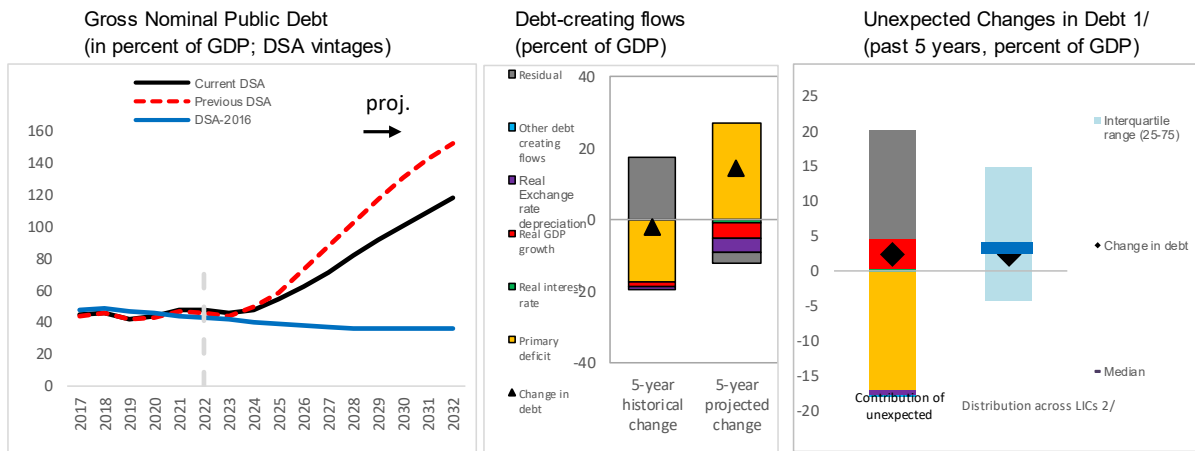 Gross Nominal Public Debt
(in percent of GDP; DSA vintages)
Current DSA
Previous DSA
DSA-2016
proj.
160
140
120
100
80
60
40
20
0
2017
2018
2019
2020
2021
2022
2023
2024
2025
2026
2027
2028
2029
2030
2031
2032
Debt-creating flows
(percent of GDP)
Residual
Other debt
creating
flows
Real
Exchange
rate
depreciation
Real GDP
growth
Real interest
rate
Primary
deficit
Change in
debt
40
20
0
-20
-40
5-year
historical
change
5-year
projected
change
Unexpected Changes in Debt 1/
(past 5 years, percent of GDP)
25
20
15
10
5
0
-5
-10
-15
-20
Interquartile
range (25-75)
Change in debt
Median
Contribution of
unexpected
Distribution across LICs 2/